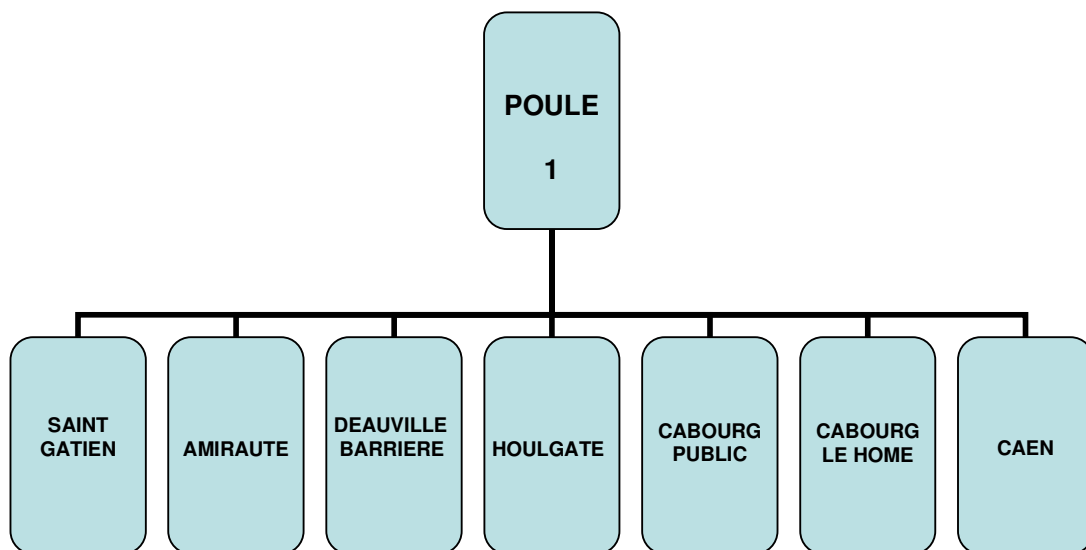 POULE
1
SAINT
GATIEN
AMIRAUTE
DEAUVILLE
BARRIERE
HOULGATE
CABOURG
PUBLIC
CABOURG
LE HOME
CAEN